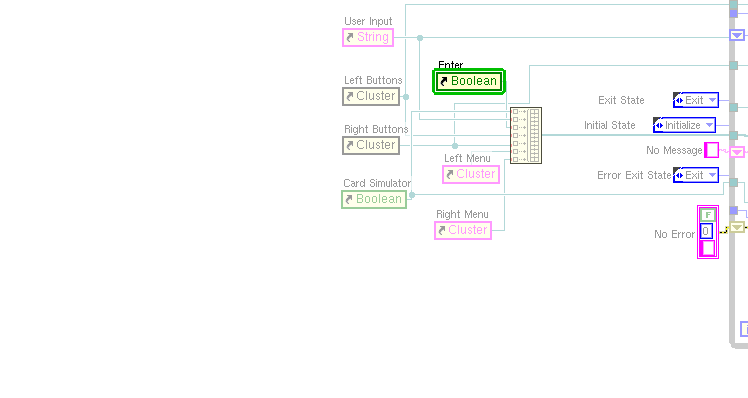 User Input
String
Enter
Boolean
Left Buttons
Cluster
Exit State
Exit
Initial State
Initialize
Right Buttons
Cluster
No Message
Left Menu
Cluster
Error Exit State
Exit
Card Simulator
Boolean
Right Menu
Cluster
No Error
F
0
i